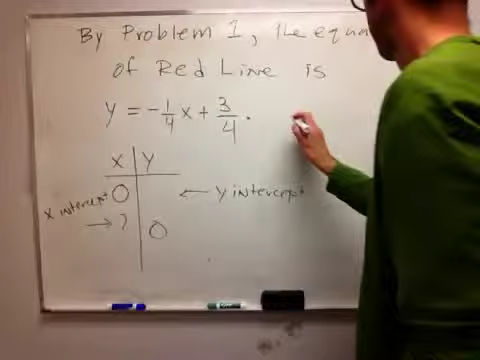 By Problem 1, the equa
of Red Line is
y = -1/4 x + 3/4.
X Y
0 ← Y intercept
X intercept
→ ? 0